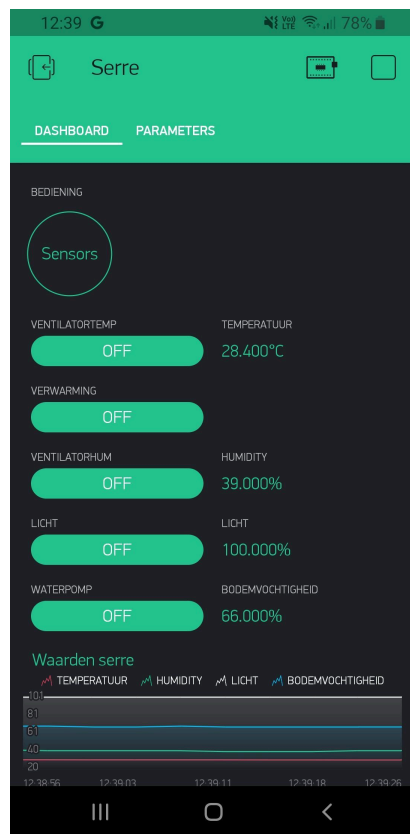 12:39 G Vo9 LTE 78%
Serre
DASHBOARD PARAMETERS
BEDIENING
Sensors
VENTILATORTEMP TEMPERATUUR
OFF 28.400°C
VERWARMING
OFF
VENTILATORHUM HUMIDITY
OFF 39.000%
LICHT LICHT
OFF 100.000%
WATERPOMP BODEMVOCHTIGHEID
OFF 66.000%
Waarden serre
TEMPERATUUR HUMIDITY LICHT BODEMVOCHTIGHEID
101
81
61
40
20
12:38:56 12:39:03 12:39:11 12:39:18 12:39:26